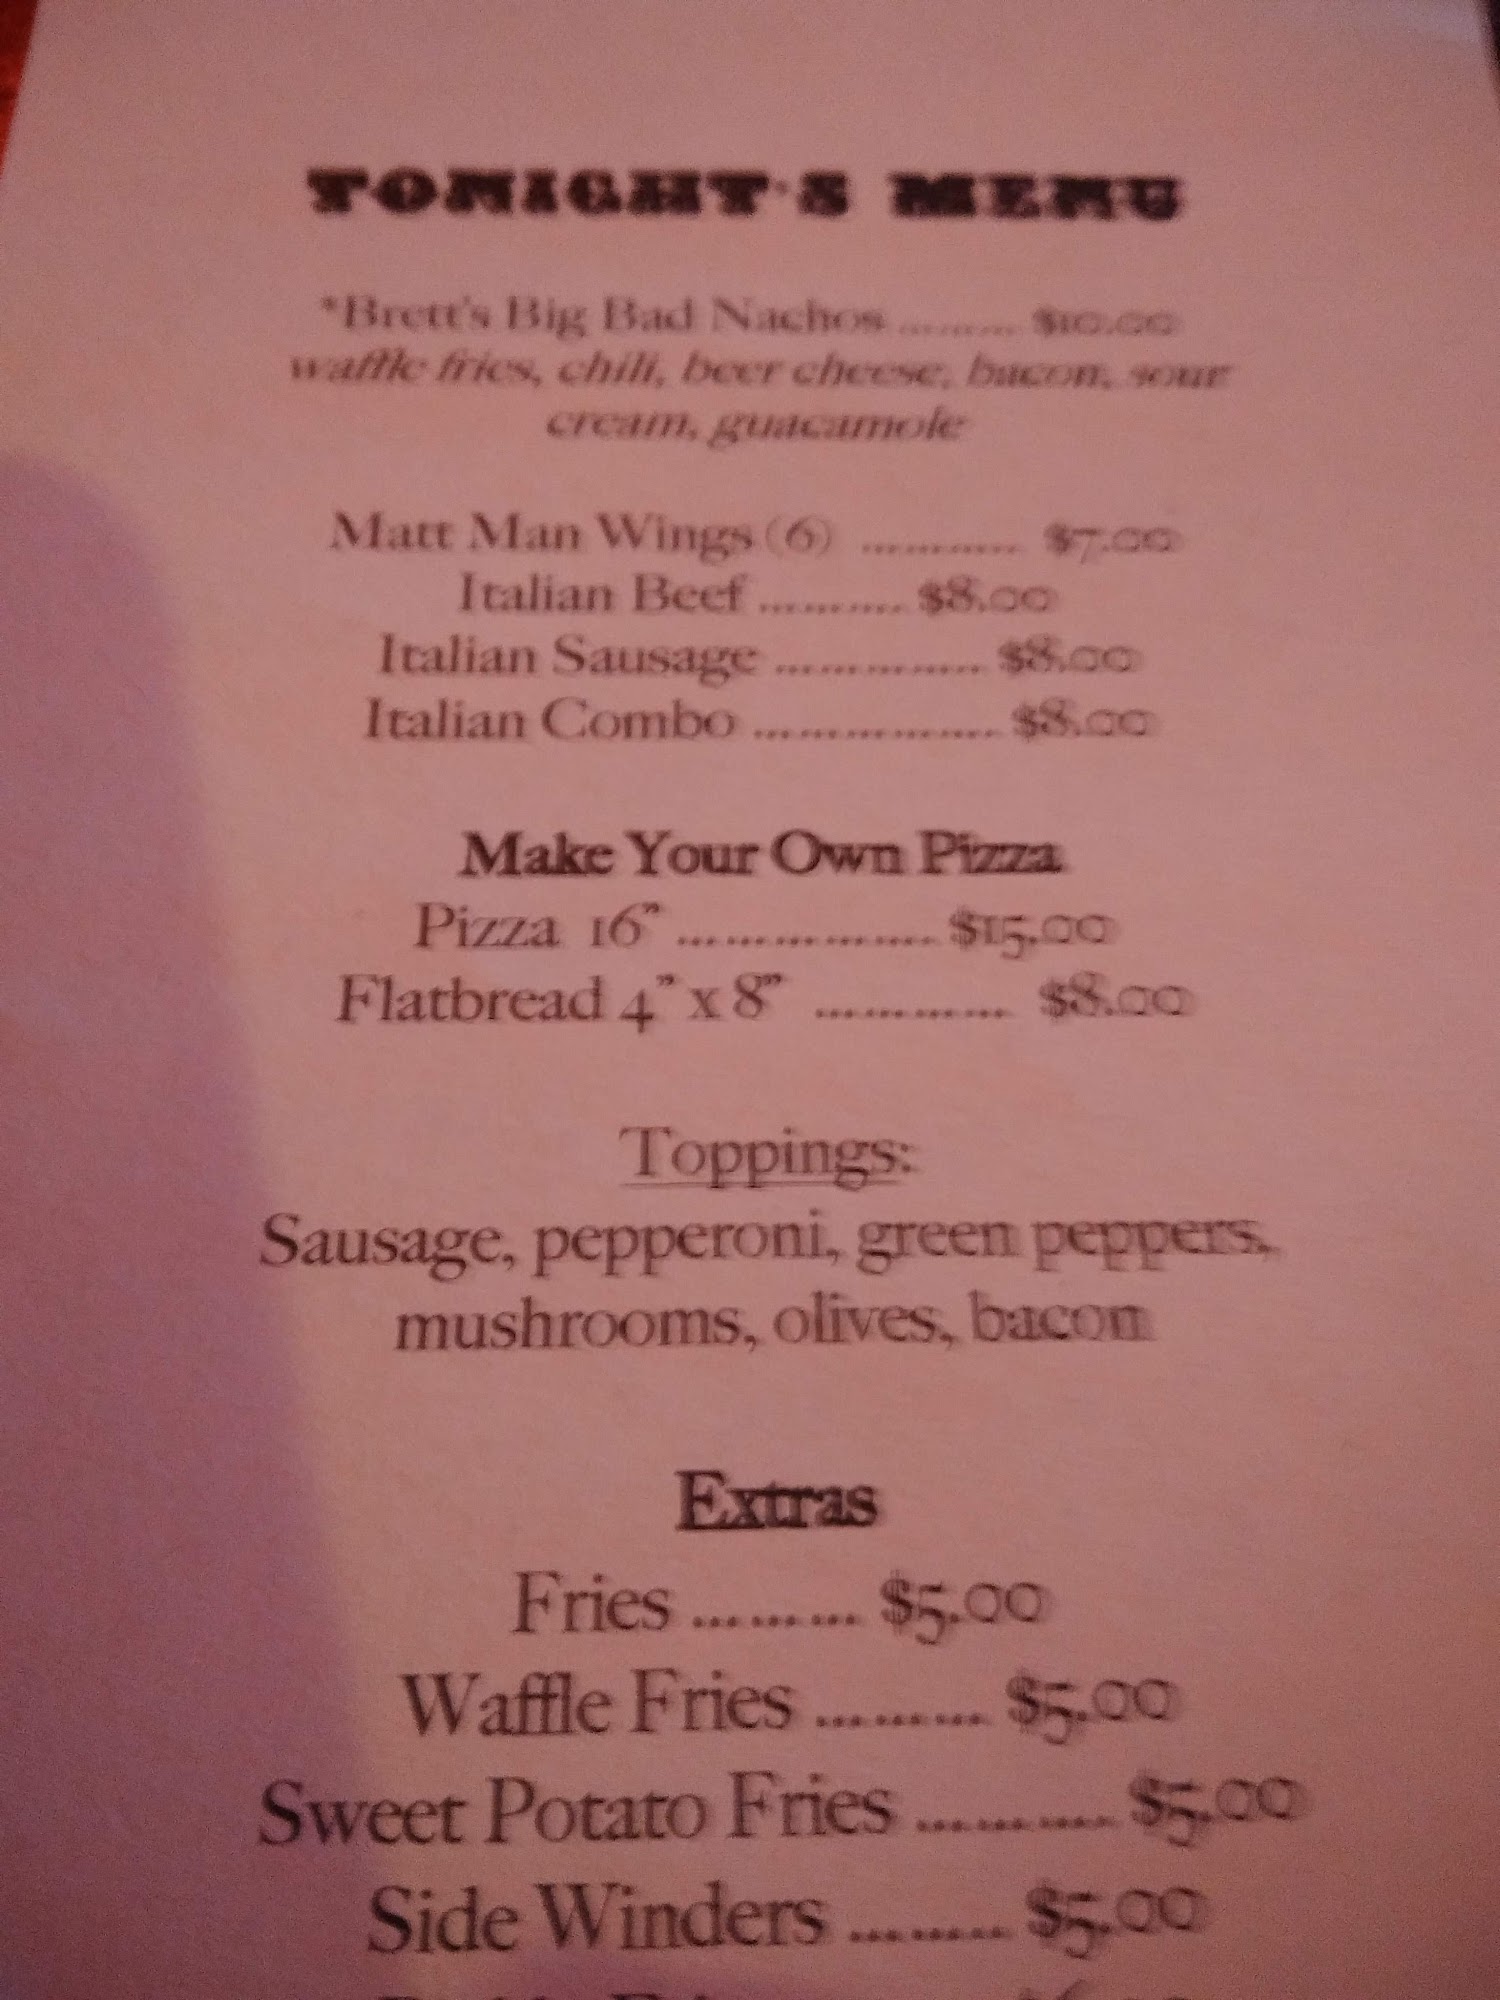 TONIGHT'S MENU
*Brett's Big Bad Nachos .......... $10.00
waffle fries, chili, beer cheese, bacon, sour
cream, guacamole
Matt Man Wings (6) ............ $7.00
Italian Beef ........... $8.00
Italian Sausage ................ $8.00
Italian Combo .................. $8.00
Make Your Own Pizza
Pizza 16” .................. $15.00
Flatbread 4” x 8” ............ $8.00
Toppings:
Sausage, pepperoni, green peppers,
mushrooms, olives, bacon
Extras
Fries ......... $5.00
Waffle Fries ......... $5.00
Sweet Potato Fries ........... $5.00
Side Winders ......... $5.00